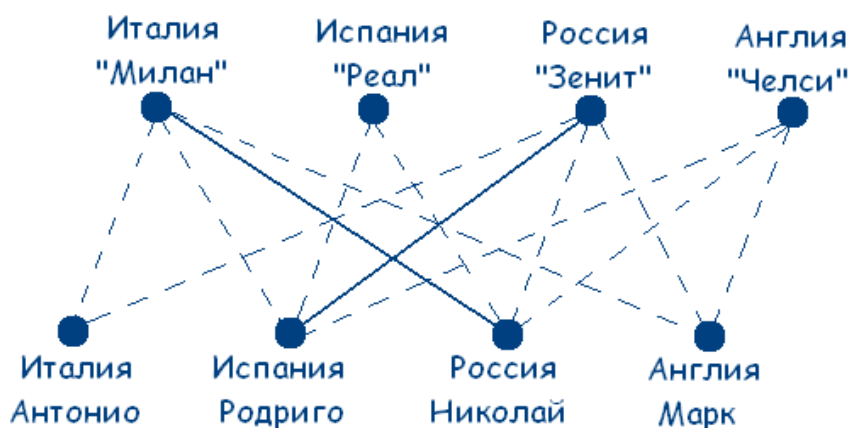 Италия
"Милан"
Испания
"Реал"
Россия
"Зенит"
Англия
"Челси"
Италия
Антонио
Испания
Родриго
Россия
Николай
Англия
Марк